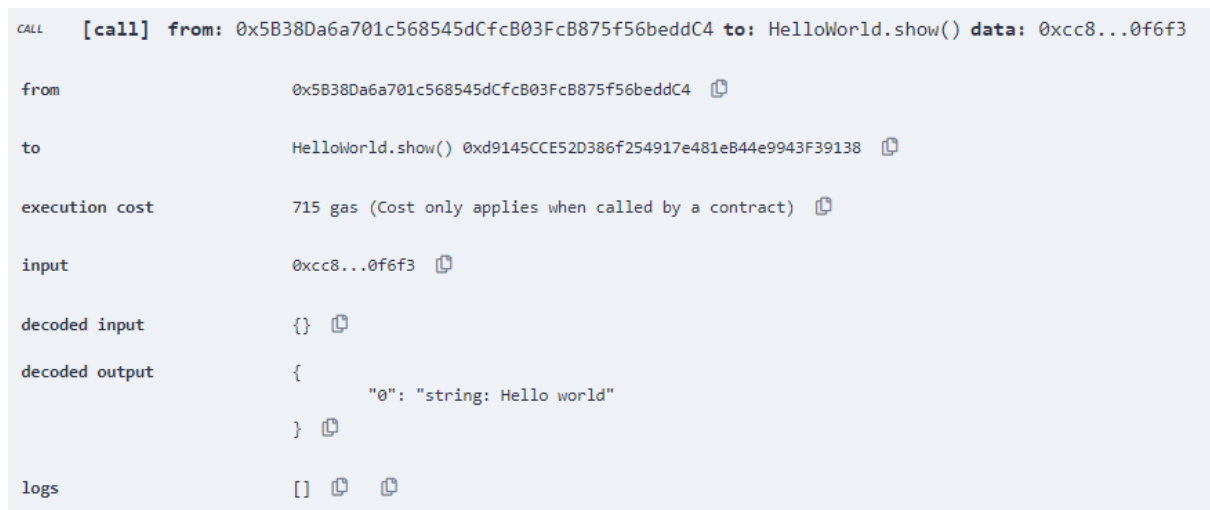 CALL [call] from: 0x5B38Da6a701c568545dCfcB03FcB875f56beddC4 to: HelloWorld.show() data: 0xcc8...0f6f3
from 0x5B38Da6a701c568545dCfcB03FcB875f56beddC4
to HelloWorld.show() 0xd9145CCE52D386f254917e481eB44e9943F39138
execution cost 715 gas (Cost only applies when called by a contract)
input 0xcc8...0f6f3
decoded input {}
decoded output {
"0": "string: Hello world"
}
logs []